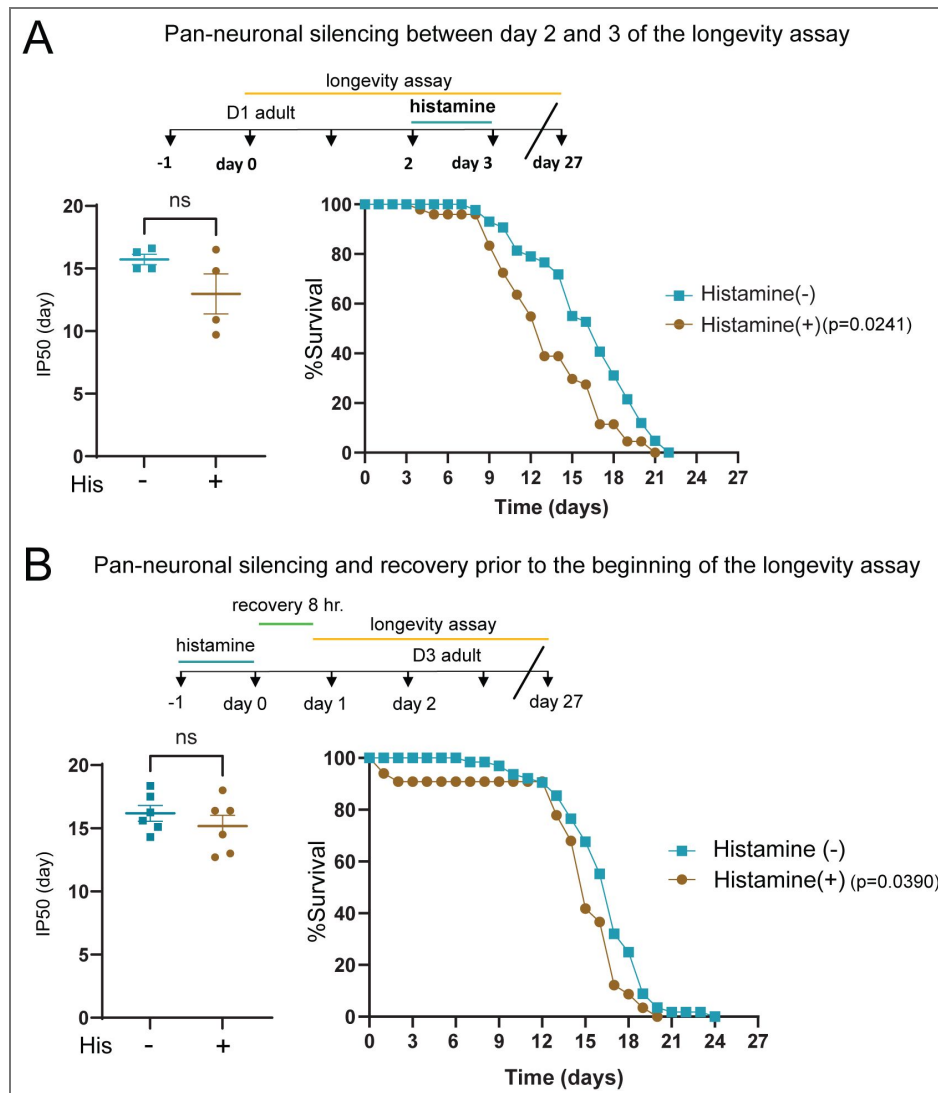 A
Pan-neuronal silencing between day 2 and 3 of the longevity assay
longevity assay
D1 adult
histamine
-1
day 0
2
day 3
day 27
ns
20
15
10
5
0
IP50 (day)
His
-
+
100
80
60
40
20
0
%Survival
0 3 6 9 12 15 18 21 24 27
Time (days)
Histamine(-)
Histamine(+)(p=0.0241)
B
Pan-neuronal silencing and recovery prior to the beginning of the longevity assay
recovery 8 hr.
longevity assay
histamine
D3 adult
-1
day 0
day 1
day 2
day 27
ns
20
15
10
5
0
IP50 (day)
His
-
+
100
80
60
40
20
0
%Survival
0 3 6 9 12 15 18 21 24 27
Time (days)
Histamine (-)
Histamine(+) (p=0.0390)